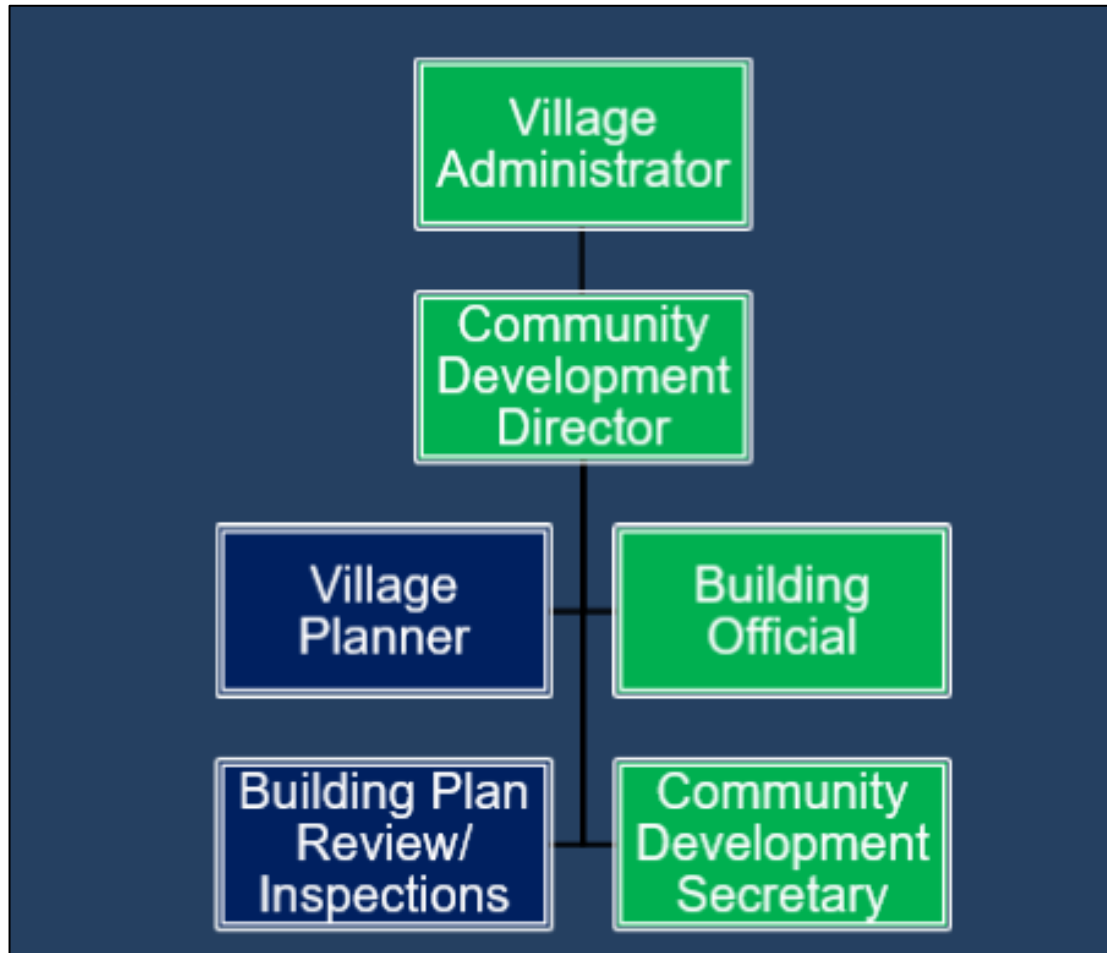 Village
Administrator
Community
Development
Director
Village
Planner
Building
Official
Building Plan
Review/
Inspections
Community
Development
Secretary